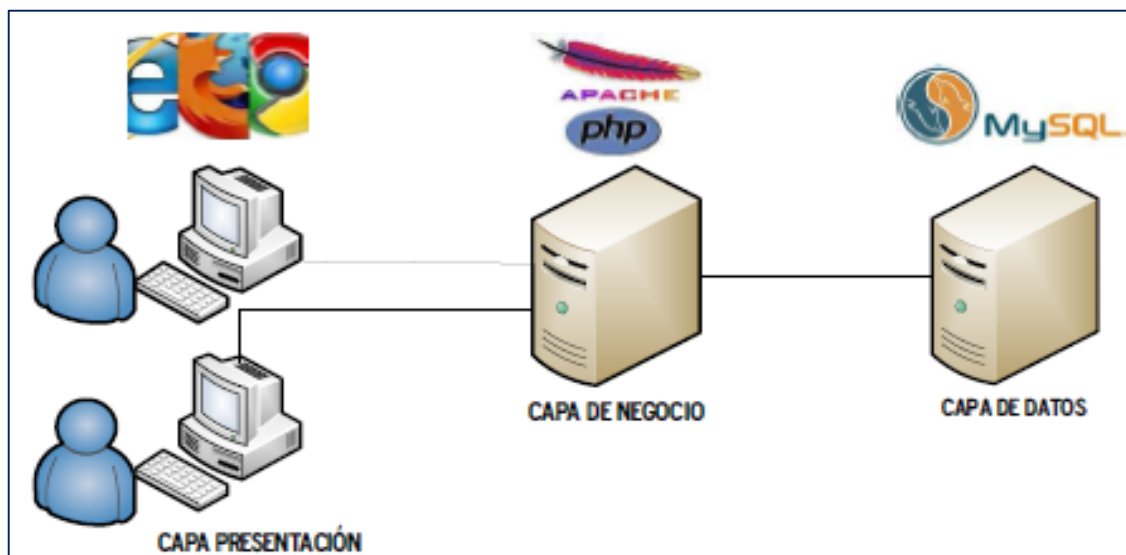 APACHE
php
MySQL
CAPA DE NEGOCIO
CAPA DE DATOS
CAPA PRESENTACIÓN